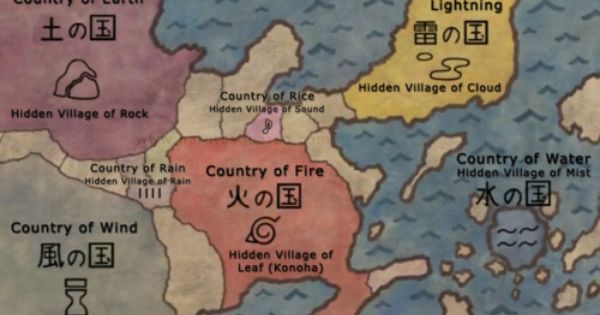 Country of Earth
土の国
Hidden Village of Rock
Lightning
雷の国
Hidden Village of Cloud
Country of Rice
Hidden Village of Sound
Country of Rain
Hidden Village of Rain
Country of Fire
火の国
Hidden Village of
Leaf (Konoha)
Country of Water
Hidden Village of Mist
水の国
Country of Wind
風の国